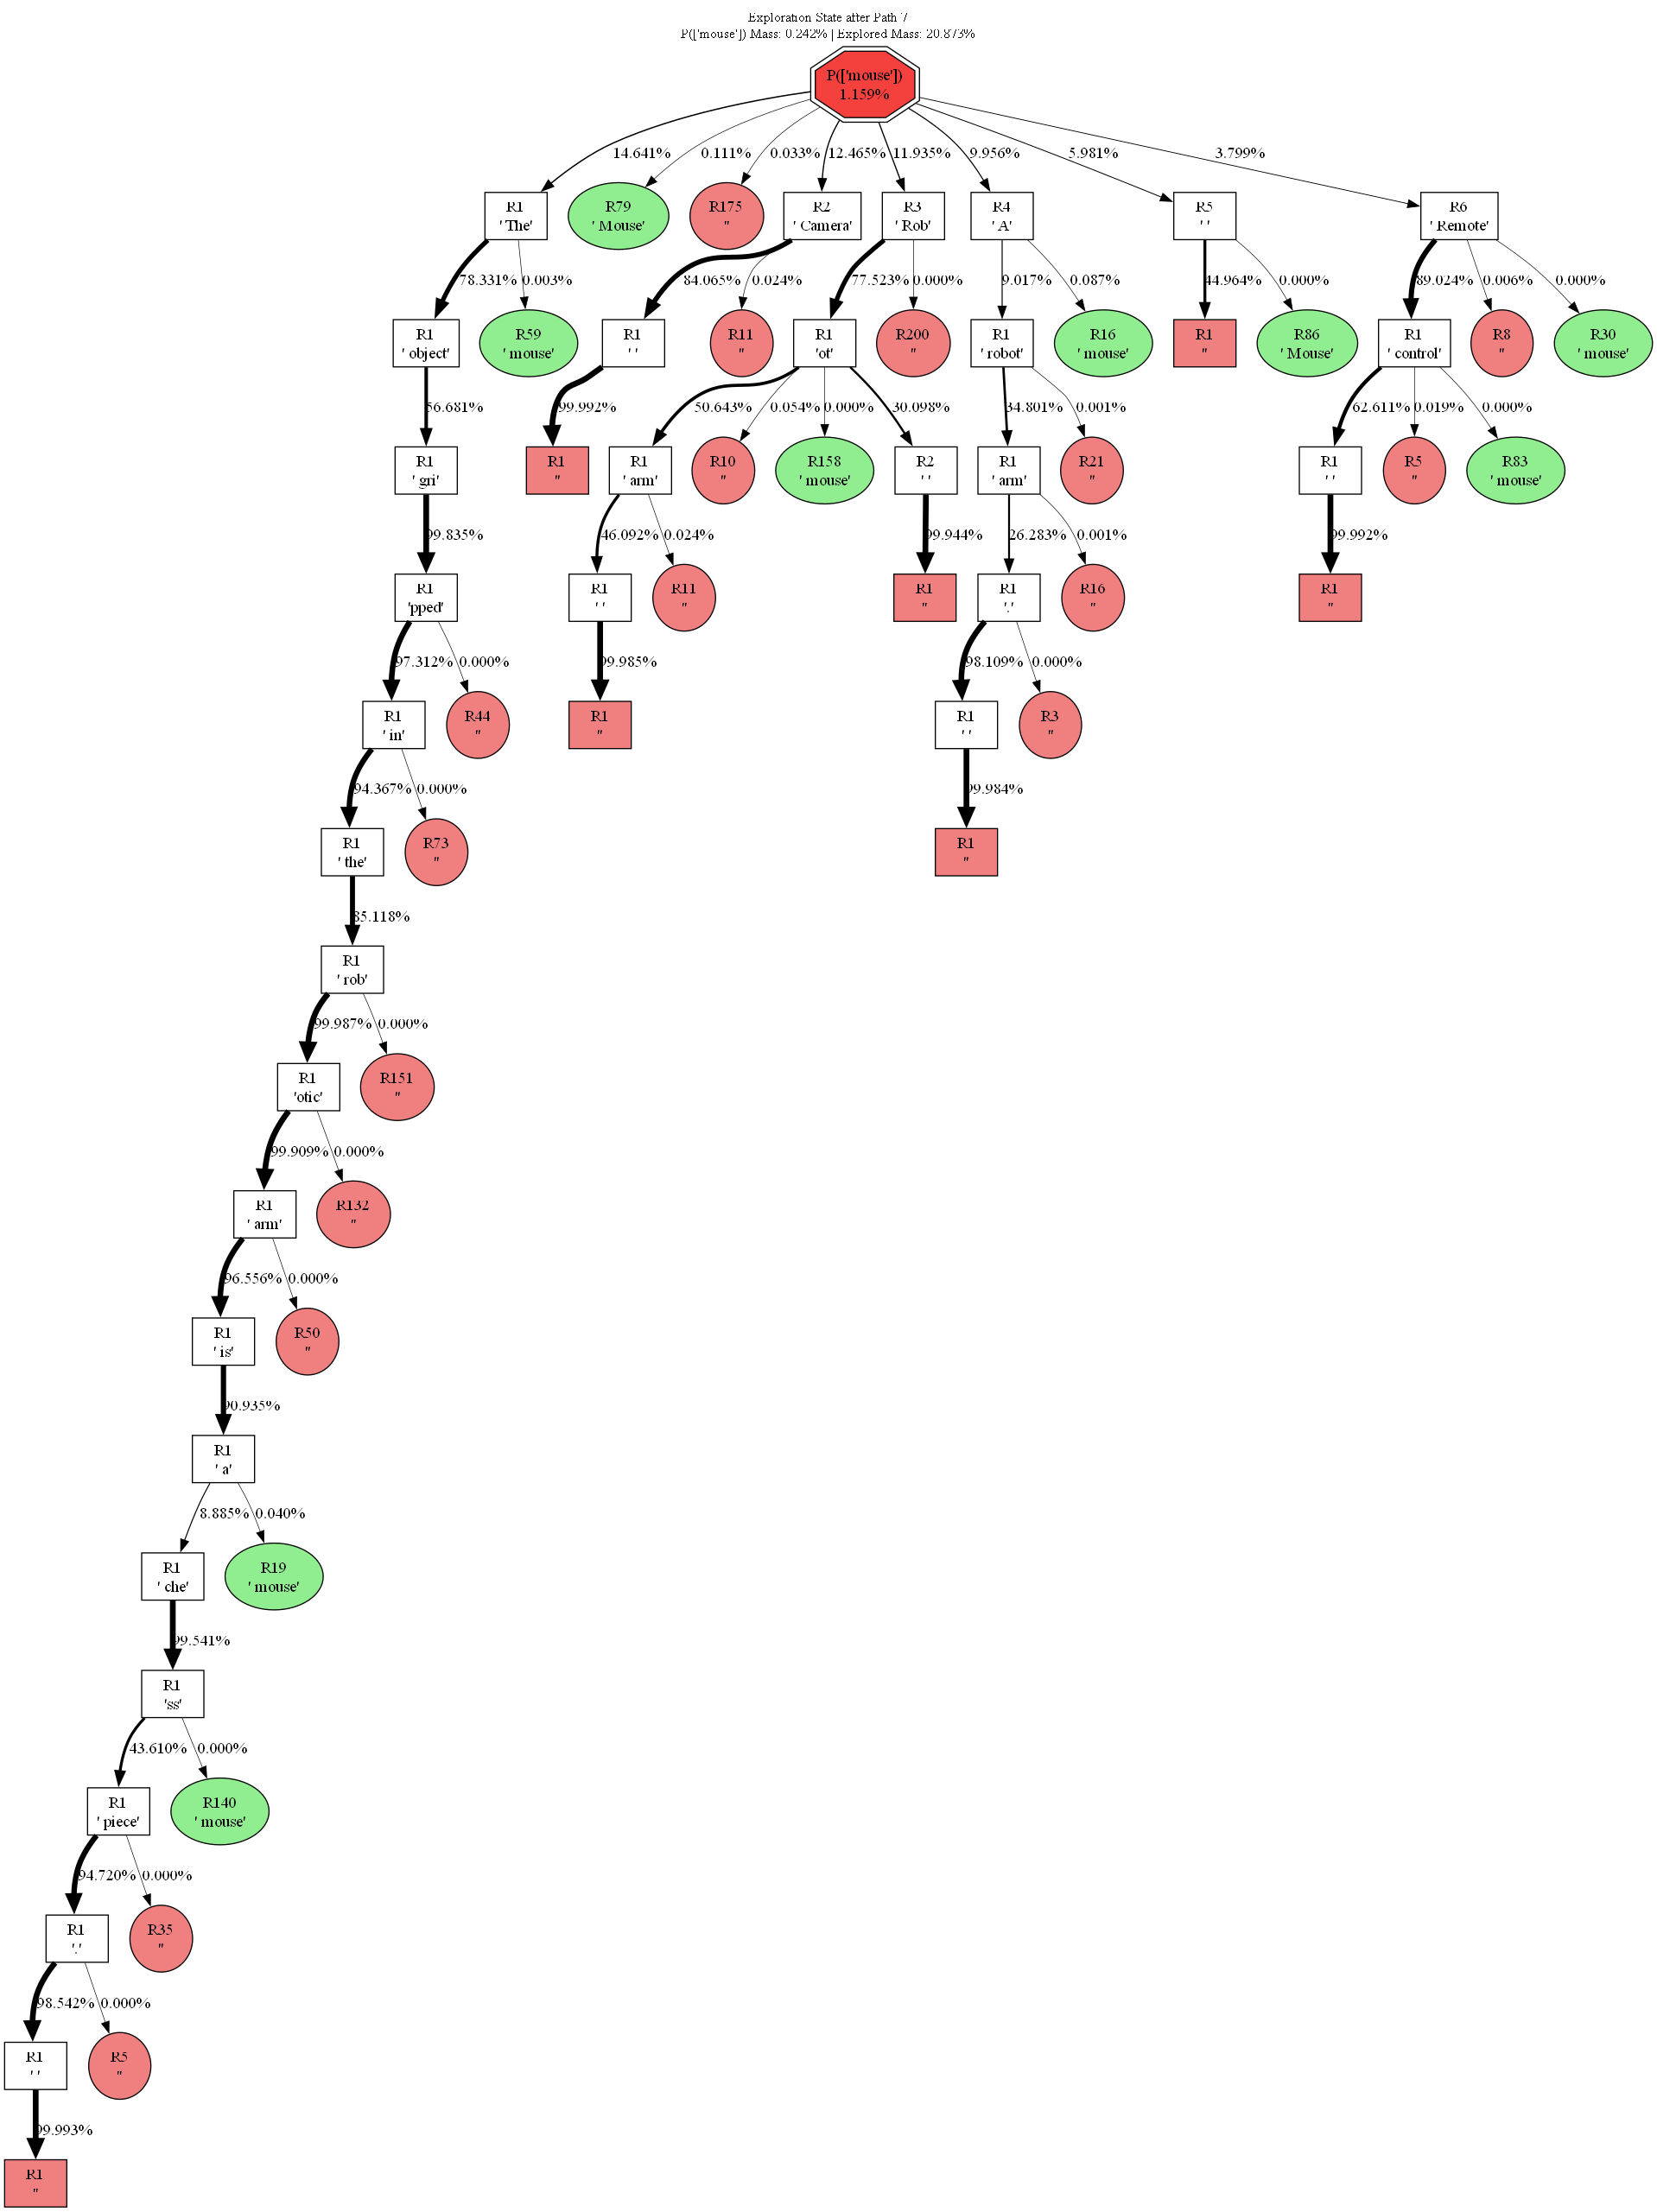 Exploration State after Path 7
P(['mouse']) Mass: 0.242% | Explored Mass: 20.873%
P(['mouse'])
1.159%
14.641%
0.111%
0.033%
12.465%
11.935%
9.956%
5.981%
3.799%
R1
' The'
R79
' Mouse'
R175
''
R2
' Camera'
R3
' Rob'
R4
' A'
R5
' '
R6
' Remote'
78.331%
0.003%
84.065%
0.024%
77.523%
0.000%
9.017%
0.087%
44.964%
0.000%
89.024%
0.006%
0.000%
R1
' object'
R59
' mouse'
R1
' '
R11
''
R1
'ot'
R200
''
R1
' robot'
R16
' mouse'
R1
''
R86
' Mouse'
R1
' control'
R8
''
R30
' mouse'
56.681%
99.992%
50.643%
0.054%
0.000%
30.098%
34.801%
0.001%
62.611%
0.019%
0.000%
R1
' gri'
R1
''
R1
' arm'
R10
''
R158
' mouse'
R2
' '
R1
' arm'
R21
''
R1
' '
R5
''
R83
' mouse'
99.835%
46.092%
0.024%
99.944%
26.283%
0.001%
99.992%
R1
'pped'
R1
' '
R11
''
R1
''
R1
'.'
R16
''
R1
''
97.312%
0.000%
99.985%
98.109%
0.000%
R1
' in'
R44
''
R1
''
R1
' '
R3
''
94.367%
0.000%
99.984%
R1
' the'
R73
''
R1
''
85.118%
R1
' rob'
99.987%
0.000%
R1
'otic'
R151
''
99.909%
0.000%
R1
' arm'
R132
''
96.556%
0.000%
R1
' is'
R50
''
90.935%
R1
' a'
8.885%
0.040%
R1
' che'
R19
' mouse'
99.541%
R1
'ss'
43.610%
0.000%
R1
' piece'
R140
' mouse'
94.720%
0.000%
R1
'.'
R35
''
98.542%
0.000%
R1
' '
R5
''
99.993%
R1
''